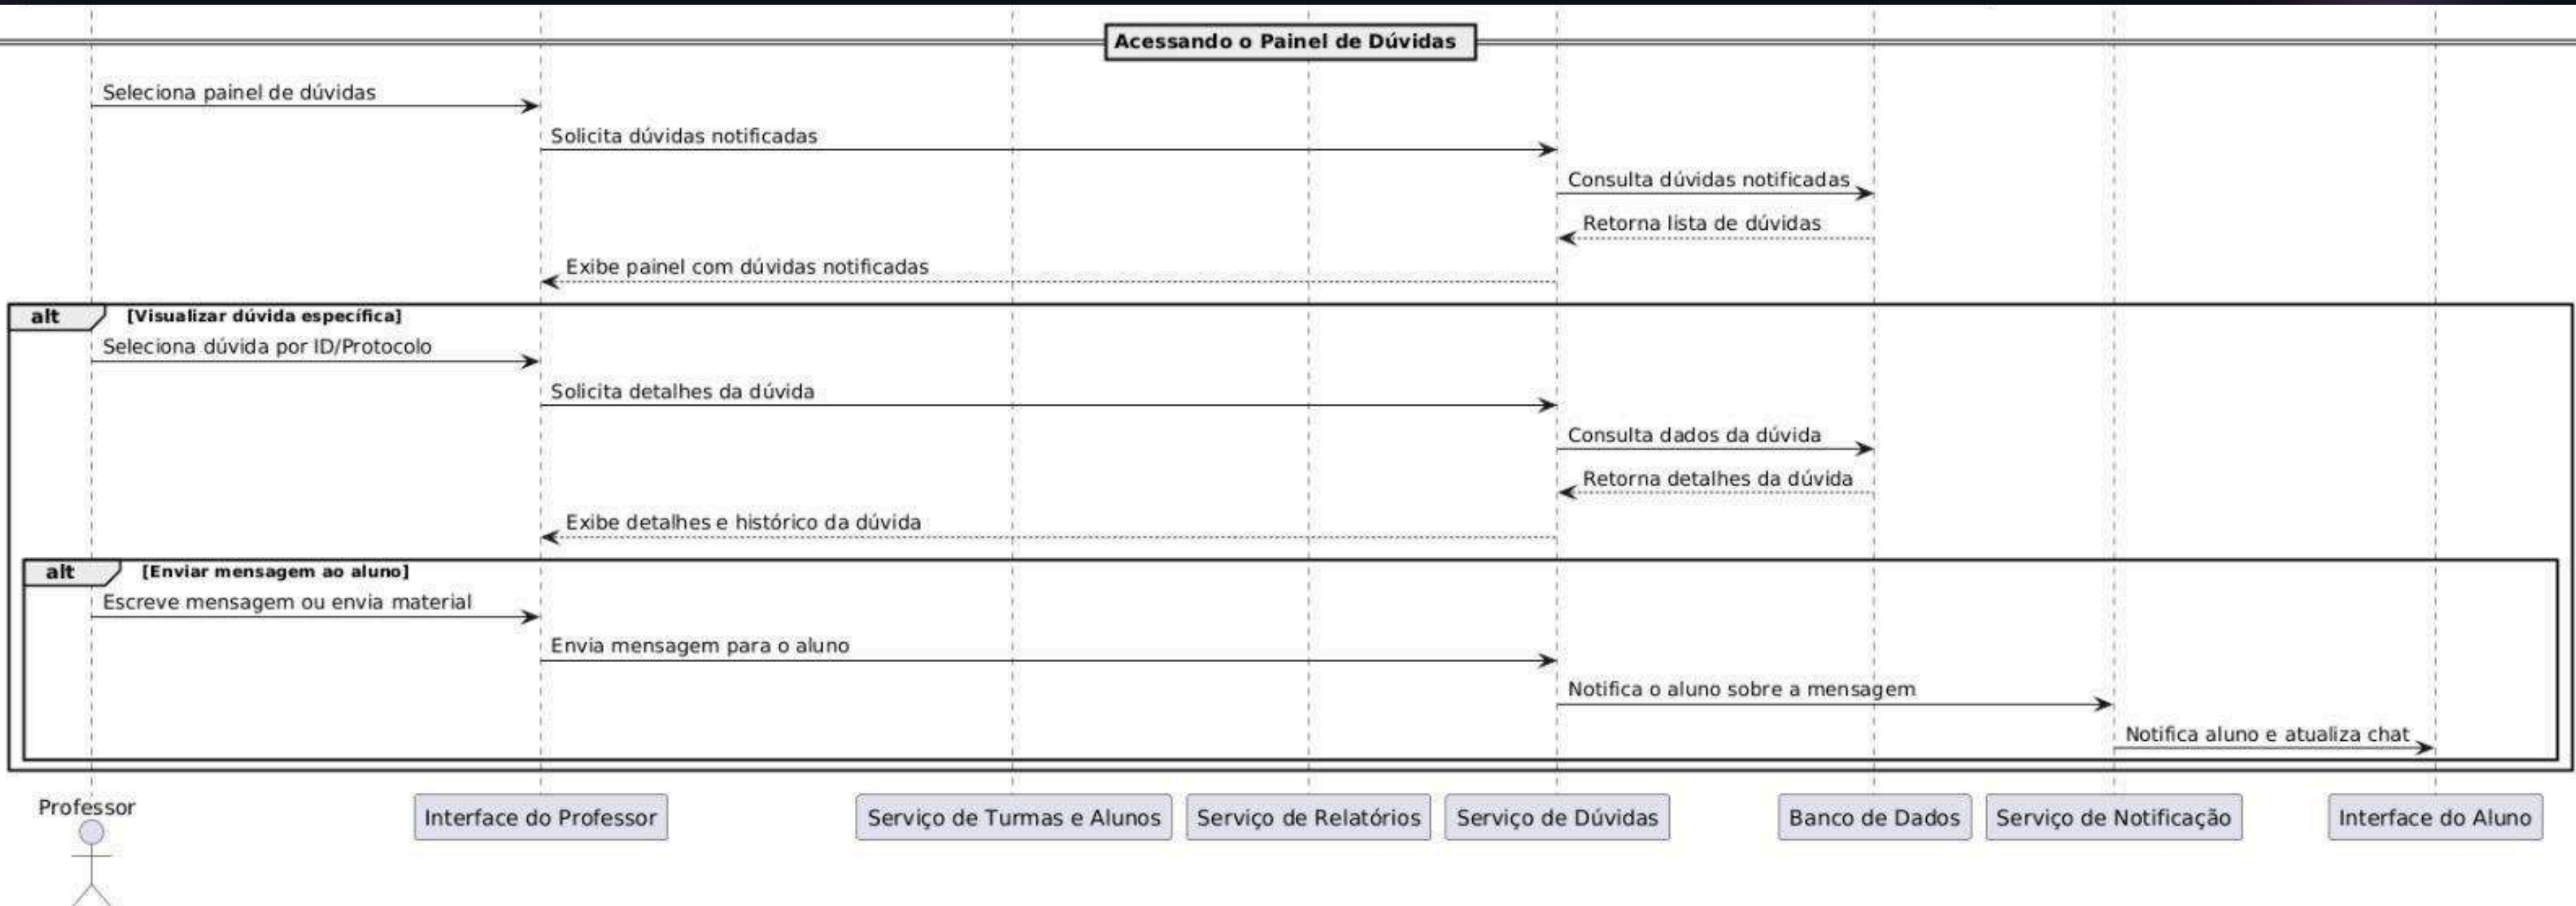 Acessando o Painel de Dúvidas
Seleciona painel de dúvidas
Solicita dúvidas notificadas
Consulta dúvidas notificadas
Retorna lista de dúvidas
Exibe painel com dúvidas notificadas
alt [Visualizar dúvida específica]
Seleciona dúvida por ID/Protocolo
Solicita detalhes da dúvida
Consulta dados da dúvida
Retorna detalhes da dúvida
Exibe detalhes e histórico da dúvida
alt [Enviar mensagem ao aluno]
Escreve mensagem ou envia material
Envia mensagem para o aluno
Notifica o aluno sobre a mensagem
Notifica aluno e atualiza chat
Professor
Interface do Professor
Serviço de Turmas e Alunos
Serviço de Relatórios
Serviço de Dúvidas
Banco de Dados
Serviço de Notificação
Interface do Aluno